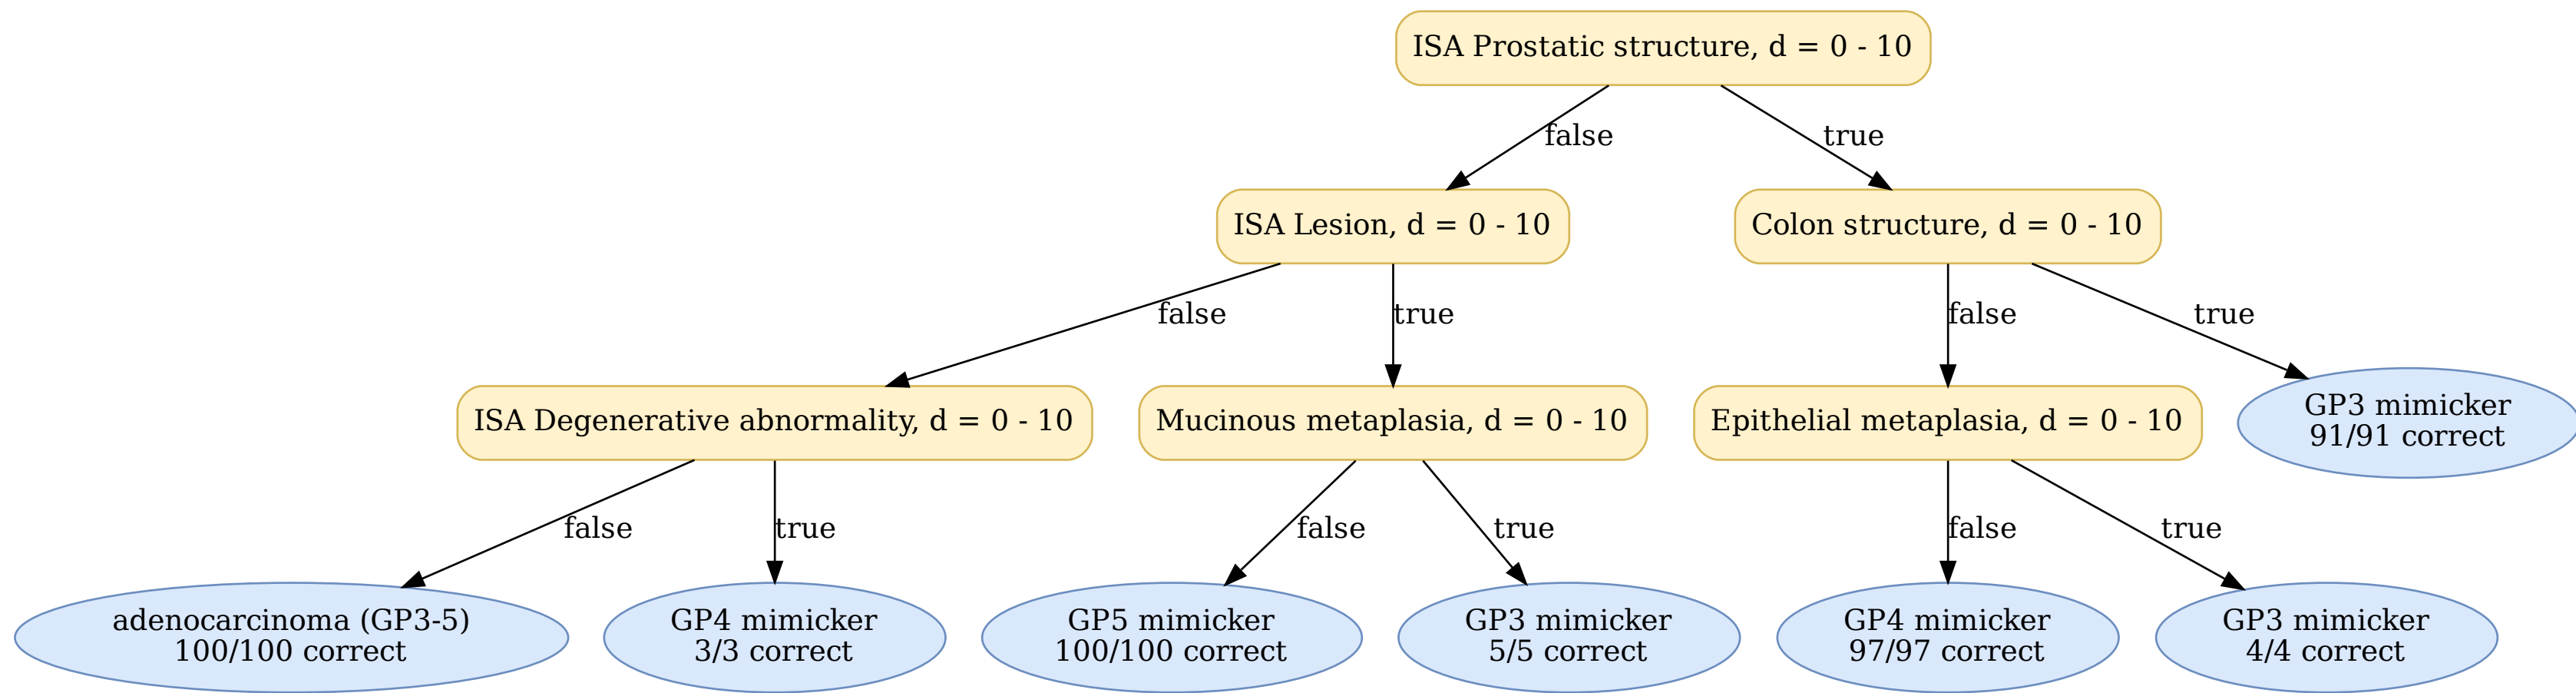 ISA Prostatic structure, d = 0 - 10
false
true
ISA Lesion, d = 0 - 10
Colon structure, d = 0 - 10
false
true
false
true
ISA Degenerative abnormality, d = 0 - 10
Mucinous metaplasia, d = 0 - 10
Epithelial metaplasia, d = 0 - 10
GP3 mimicker
91/91 correct
false
true
false
true
false
true
adenocarcinoma (GP3-5)
100/100 correct
GP4 mimicker
3/3 correct
GP5 mimicker
100/100 correct
GP3 mimicker
5/5 correct
GP4 mimicker
97/97 correct
GP3 mimicker
4/4 correct